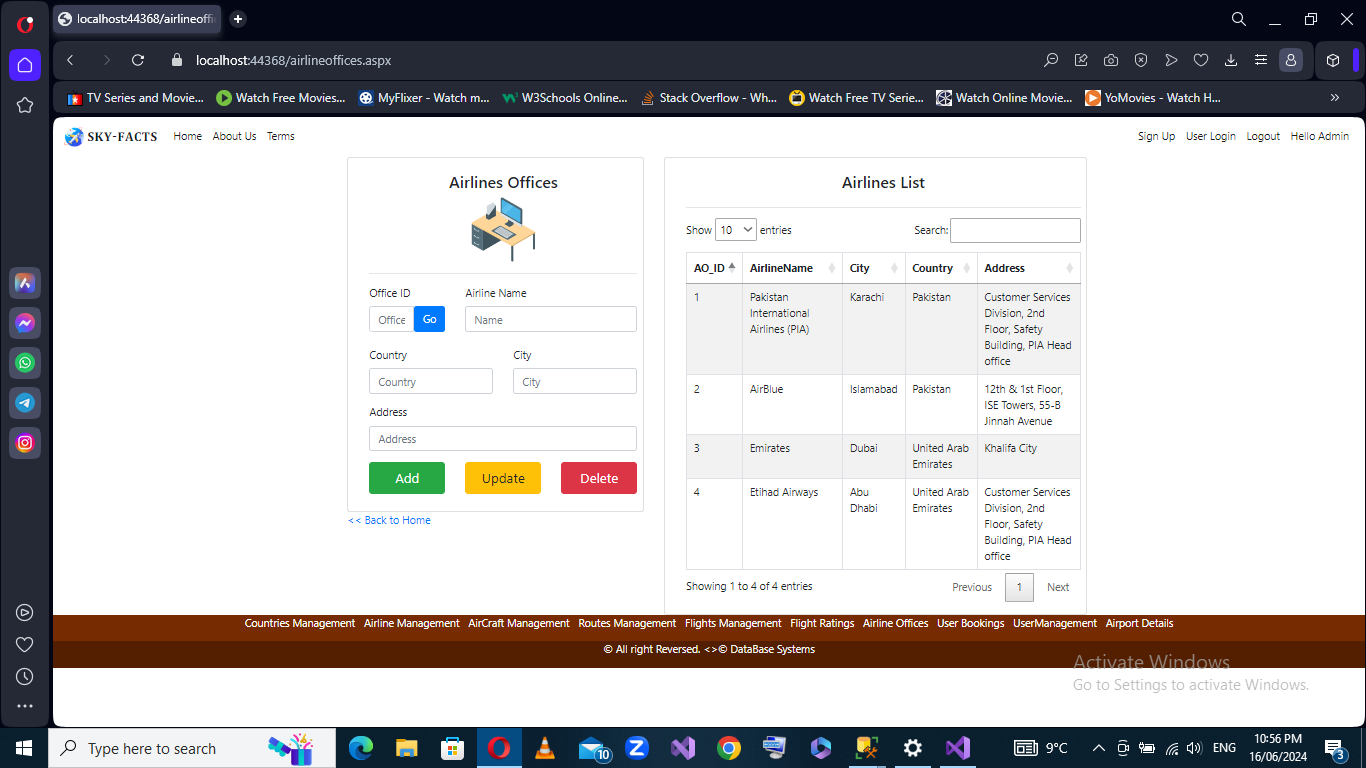 localhost:44368/airlineoffi
localhost:44368/airlineoffices.aspx
TV Series and Movie... Watch Free Movies... MyFlixer - Watch m... W3Schools Online... Stack Overflow - Wh... Watch Free TV Serie... Watch Online Movie... YoMovies - Watch H... »
SKY-FACTS Home About Us Terms Sign Up User Login Logout Hello Admin
Airlines Offices
Office ID Airline Name
Office Go Name
Country City
Country City
Address
Address
Add Update Delete
<< Back to Home
Airlines List
Show 10 entries Search:
AO_ID AirlineName City Country Address
1 Pakistan Karachi Pakistan Customer Services
International Division, 2nd
Airlines (PIA) Floor, Safety
Building, PIA Head
office
2 AirBlue Islamabad Pakistan 12th & 1st Floor,
ISE Towers, 55-B
Jinnah Avenue
3 Emirates Dubai United Arab Khalifa City
Emirates
4 Etihad Airways Abu United Arab Customer Services
Dhabi Emirates Division, 2nd
Floor, Safety
Building, PIA Head
office
Showing 1 to 4 of 4 entries Previous 1 Next
Countries Management Airline Management AirCraft Management Routes Management Flights Management Flight Ratings Airline Offices User Bookings UserManagement Airport Details
© All right Reversed. <>© DataBase Systems
Activate Windows
Go to Settings to activate Windows.
Type here to search 10 9°C ENG 10:56 PM
16/06/2024 3